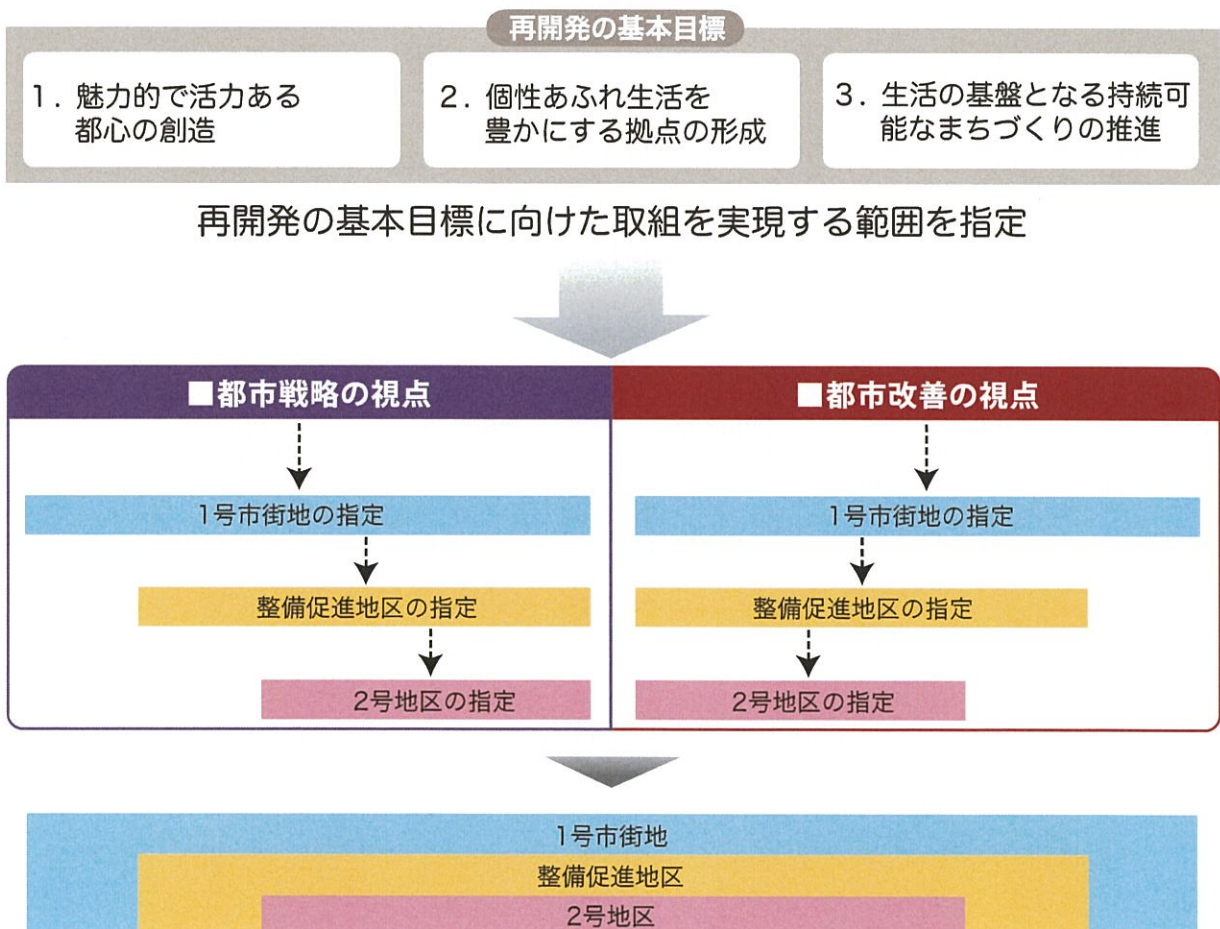 再開発の基本目標
1. 魅力的で活力ある
都心の創造
2. 個性あふれ生活を
豊かにする拠点の形成
3. 生活の基盤となる持続可
能なまちづくりの推進
再開発の基本目標に向けた取組を実現する範囲を指定
■都市戦略の視点
1号市街地の指定
整備促進地区の指定
2号地区の指定
■都市改善の視点
1号市街地の指定
整備促進地区の指定
2号地区の指定
1号市街地
整備促進地区
2号地区